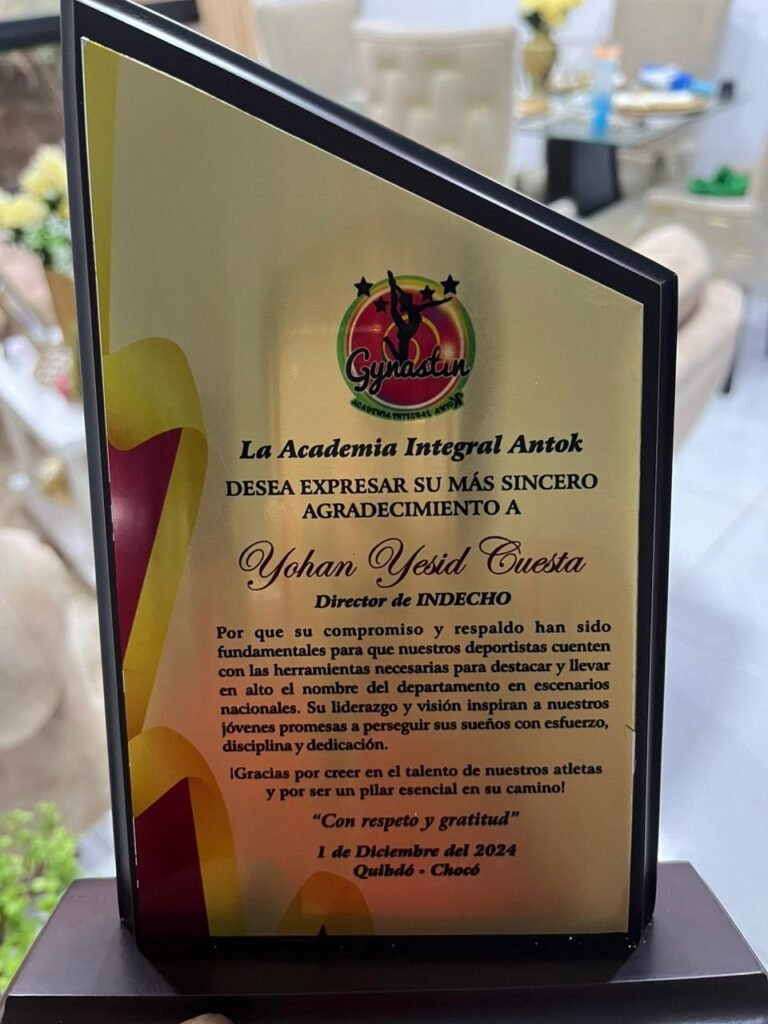 Gynastin
ACADEMIA INTEGRAL ANTOK
La Academia Integral Antok
DESEA EXPRESAR SU MÁS SINCERO
AGRADECIMIENTO A
Yohan Yesid Cuesta
Director de INDECHO
Por que su compromiso y respaldo han sido
fundamentales para que nuestros deportistas cuenten
con las herramientas necesarias para destacar y llevar
en alto el nombre del departamento en escenarios
nacionales. Su liderazgo y visión inspiran a nuestros
jóvenes promesas a perseguir sus sueños con esfuerzo,
disciplina y dedicación.
¡Gracias por creer en el talento de nuestros atletas
y por ser un pilar esencial en su camino!
“Con respeto y gratitud”
1 de Diciembre del 2024
Quibdó - Chocó